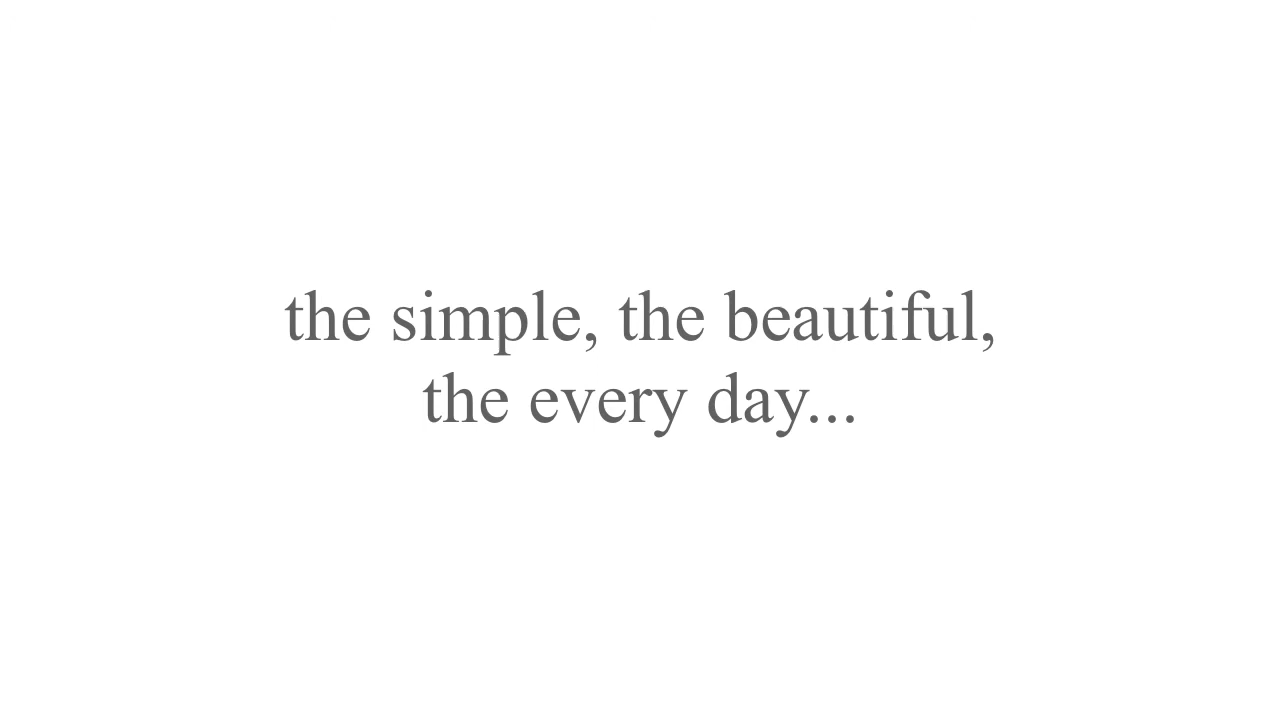 the simple, the beautiful,
the every day...